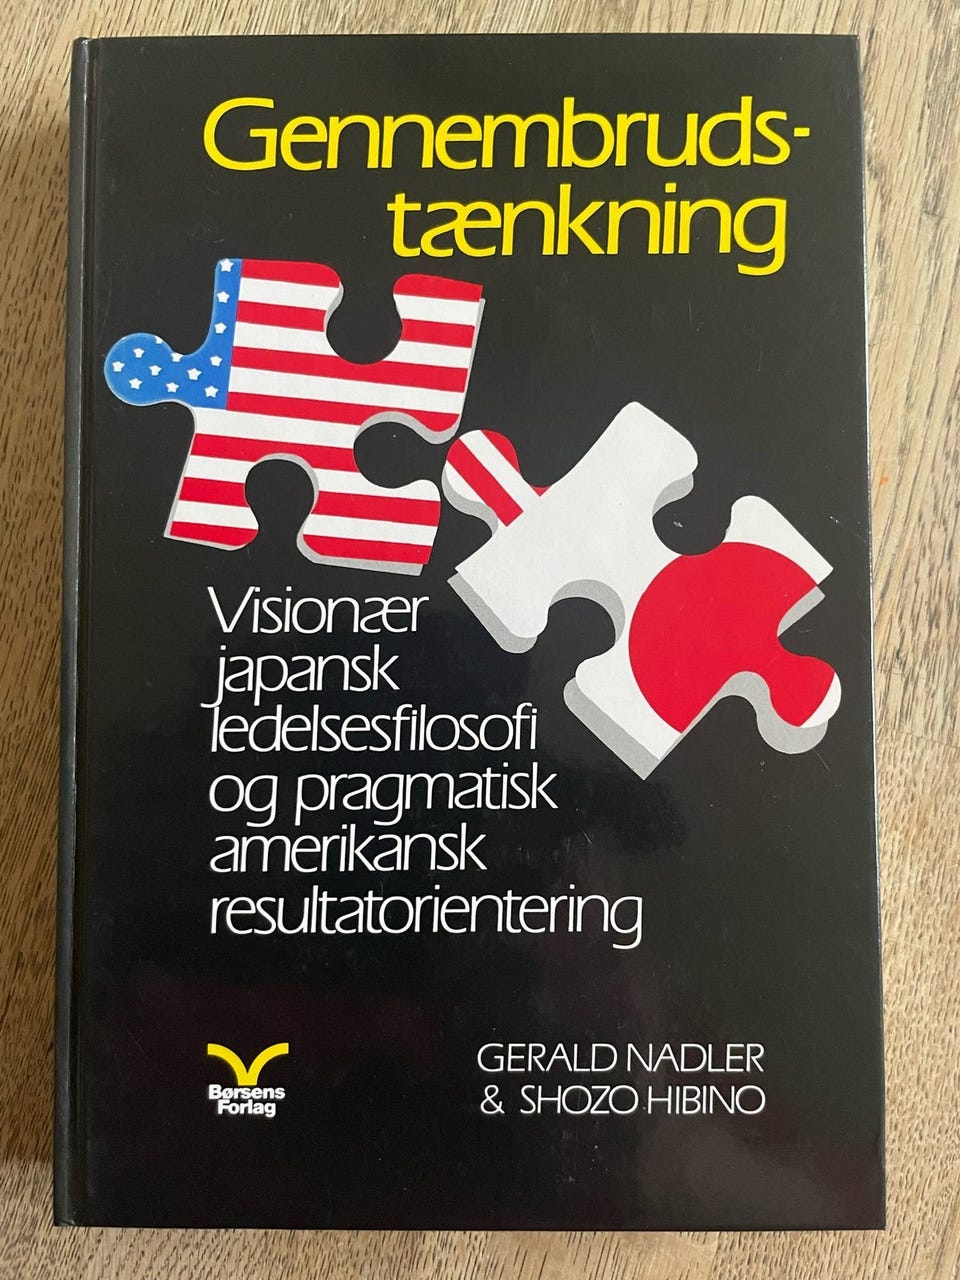 Gennembruds-
tænkning
Visionær
japansk
ledelsesfilosofi
og pragmatisk
amerikansk
resultatorientering
Børsens
Forlag
GERALD NADLER
& SHOZO HIBINO